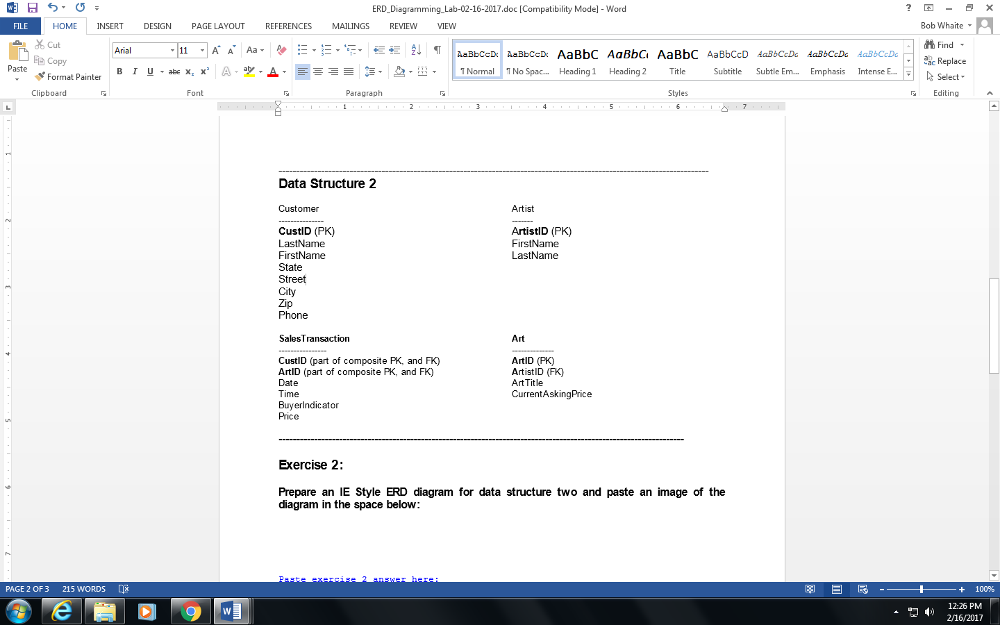 ERD_Diagramming_Lab-02-16-2017.doc [Compatibility Mode] - Word
FILE HOME INSERT DESIGN PAGE LAYOUT REFERENCES MAILINGS REVIEW VIEW Bob Whaite
Paste
Cut
Copy
Format Painter
Clipboard
Arial 11
B I U abc x₂ x² A ab A
Font
Paragraph
AaBbCcDc AaBbCcDc AaBbC AaBbCc AaBbC AaBbCcD AaBbCcDc AaBbCcDc AaBbCcDc
¶ Normal ¶ No Spac... Heading 1 Heading 2 Title Subtitle Subtle Em... Emphasis Intense E...
Styles
Find
Replace
Select
Editing
1 2 3 4 5 6 7
1
2
3
4
5
6
7
Data Structure 2
Customer
---------------
CustID (PK)
LastName
FirstName
State
Street
City
Zip
Phone
Artist
-------
ArtistID (PK)
FirstName
LastName
SalesTransaction
----------------
CustID (part of composite PK, and FK)
ArtID (part of composite PK, and FK)
Date
Time
BuyerIndicator
Price
Art
--------------
ArtID (PK)
ArtistID (FK)
ArtTitle
CurrentAskingPrice
Exercise 2:
Prepare an IE Style ERD diagram for data structure two and paste an image of the
diagram in the space below:
Paste exercise 2 answer here:
PAGE 2 OF 3 215 WORDS 100%
12:26 PM
2/16/2017